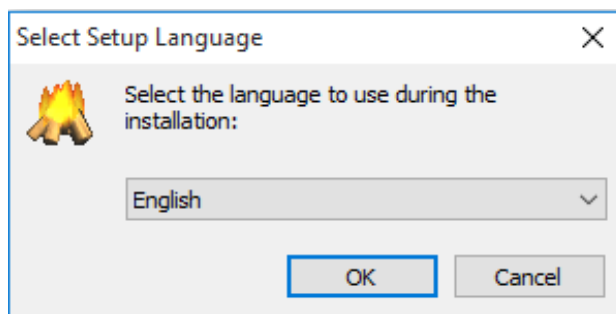 Select Setup Language
Select the language to use during the
installation:
English
OK
Cancel